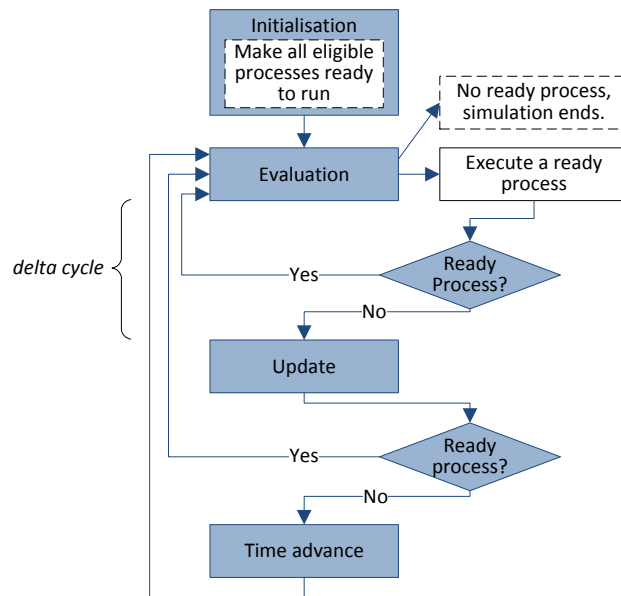 Initialisation
Make all eligible
processes ready
to run
No ready process,
simulation ends.
Evaluation
Execute a ready
process
delta cycle
Yes
Ready
Process?
No
Update
Yes
Ready
process?
No
Time advance